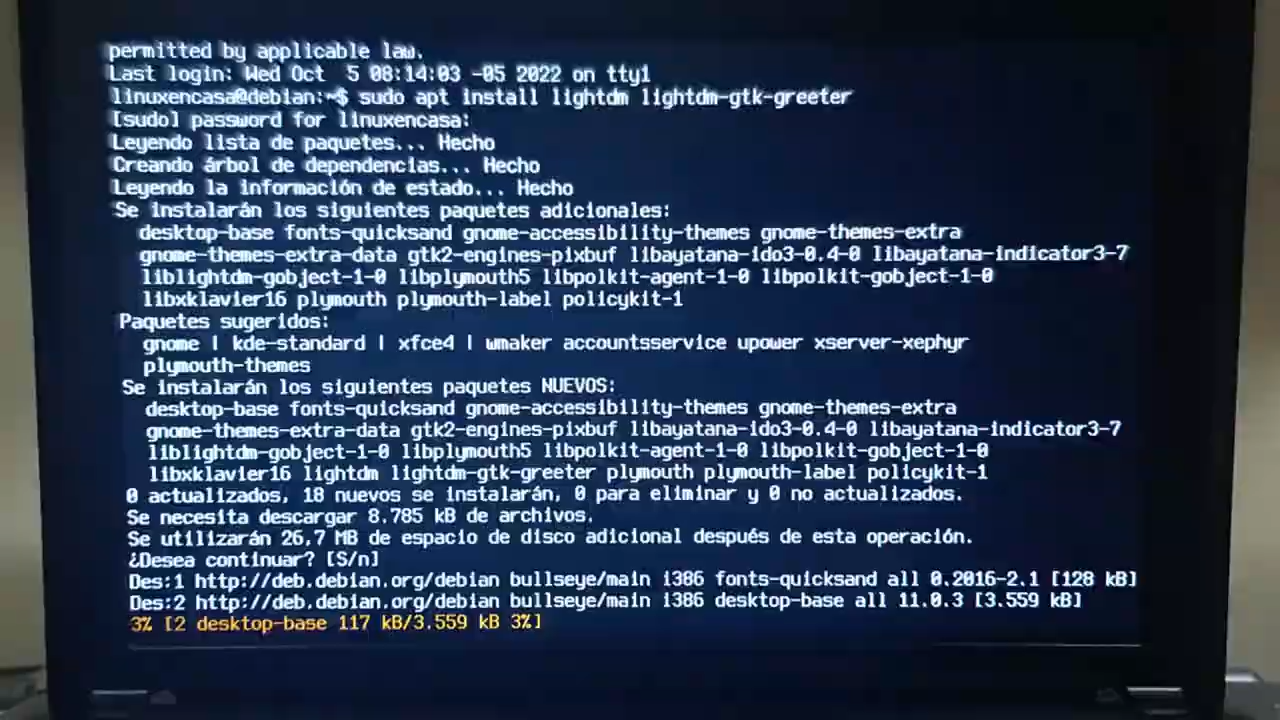 permitted by applicable law.
Last login: Wed Oct  5 08:14:03 -05 2022 on tty1
linuxencasa@debian:~$ sudo apt install lightdm lightdm-gtk-greeter
[sudo] password for linuxencasa:
Leyendo lista de paquetes... Hecho
Creando árbol de dependencias... Hecho
Leyendo la información de estado... Hecho
Se instalarán los siguientes paquetes adicionales:
  desktop-base fonts-quicksand gnome-accessibility-themes gnome-themes-extra
  gnome-themes-extra-data gtk2-engines-pixbuf libayatana-ido3-0.4-0 libayatana-indicator3-7
  liblightdm-gobject-1-0 libplymouth5 libpolkit-agent-1-0 libpolkit-gobject-1-0
  libxklavier16 plymouth plymouth-label policykit-1
Paquetes sugeridos:
  gnome | kde-standard | xfce4 | wmaker accountsservice upower xserver-xephyr
  plymouth-themes
Se instalarán los siguientes paquetes NUEVOS:
  desktop-base fonts-quicksand gnome-accessibility-themes gnome-themes-extra
  gnome-themes-extra-data gtk2-engines-pixbuf libayatana-ido3-0.4-0 libayatana-indicator3-7
  liblightdm-gobject-1-0 libplymouth5 libpolkit-agent-1-0 libpolkit-gobject-1-0
  libxklavier16 lightdm lightdm-gtk-greeter plymouth plymouth-label policykit-1
0 actualizados, 18 nuevos se instalarán, 0 para eliminar y 0 no actualizados.
Se necesita descargar 8.785 kB de archivos.
Se utilizarán 26,7 MB de espacio de disco adicional después de esta operación.
¿Desea continuar? [S/n]
Des:1 http://deb.debian.org/debian bullseye/main i386 fonts-quicksand all 0.2016-2.1 [128 kB]
Des:2 http://deb.debian.org/debian bullseye/main i386 desktop-base all 11.0.3 [3.559 kB]
3% [2 desktop-base 117 kB/3.559 kB 3%]